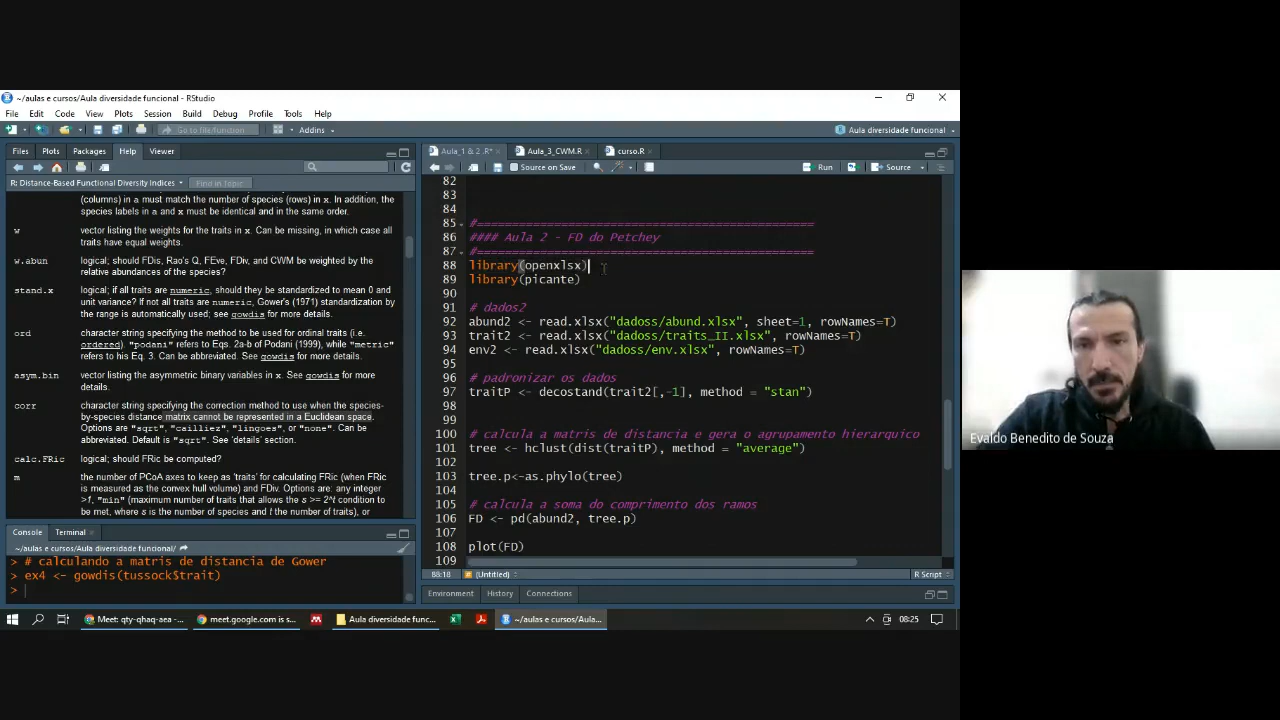 ~/aulas e cursos/Aula diversidade funcional - RStudio
File Edit Code View Plots Session Build Debug Profile Tools Help
Go to file/function Addins Aula diversidade funcional
Files Plots Packages Help Viewer
R: Distance-Based Functional Diversity Indices Find in Topic
(columns) in a must match the number of species (rows) in x. In addition, the
species labels in a and x must be identical and in the same order.
w vector listing the weights for the traits in x. Can be missing, in which case all
traits have equal weights.
w.abun logical; should FDis, Rao's Q, FEve, FDiv, and CWM be weighted by the
relative abundances of the species?
stand.x logical; if all traits are numeric, should they be standardized to mean 0 and
unit variance? If not all traits are numeric, Gower's (1971) standardization by
the range is automatically used; see gowdis for more details.
ord character string specifying the method to be used for ordinal traits (i.e.
ordered). "podani" refers to Eqs. 2a-b of Podani (1999), while "metric"
refers to his Eq. 3. Can be abbreviated. See gowdis for more details.
asym.bin vector listing the asymmetric binary variables in x. See gowdis for more
details.
corr character string specifying the correction method to use when the species-
by-species distance matrix cannot be represented in a Euclidean space.
Options are "sqrt", "cailliez", "lingoes", or "none". Can be
abbreviated. Default is "sqrt". See 'details' section.
calc.FRic logical; should FRic be computed?
m the number of PCoA axes to keep as 'traits' for calculating FRic (when FRic
is measured as the convex hull volume) and FDiv. Options are: any integer
>1, "min" (maximum number of traits that allows the s >= 2^t condition to
be met, where s is the number of species and t the number of traits), or
Console Terminal
~/aulas e cursos/Aula diversidade funcional/
> # calculando a matris de distancia de Gower
> ex4 <- gowdis(tussock$trait)
>
Aula_1 & 2 .R* Aula_3_CWM.R curso.R
Source on Save Run Source
82
83
84
85 #================================================
86 #### Aula 2 - FD do Petchey
87 #================================================
88 library(openxlsx)
89 library(picante)
90
91 # dados2
92 abund2 <- read.xlsx("dadoss/abund.xlsx", sheet=1, rowNames=T)
93 trait2 <- read.xlsx("dadoss/traits_II.xlsx", rowNames=T)
94 env2 <- read.xlsx("dadoss/env.xlsx", rowNames=T)
95
96 # padronizar os dados
97 traitP <- decostand(trait2[,-1], method = "stan")
98
99
100 # calcula a matris de distancia e gera o agrupamento hierarquico
101 tree <- hclust(dist(traitP), method = "average")
102
103 tree.p<-as.phylo(tree)
104
105 # calcula a soma do comprimento dos ramos
106 FD <- pd(abund2, tree.p)
107
108 plot(FD)
109
88:18 (Untitled) R Script
Environment History Connections
Meet: qty-qhaq-aea -... meet.google.com is s... Aula diversidade func... ~/aulas e cursos/Aula... 08:25
Evaldo Benedito de Souza